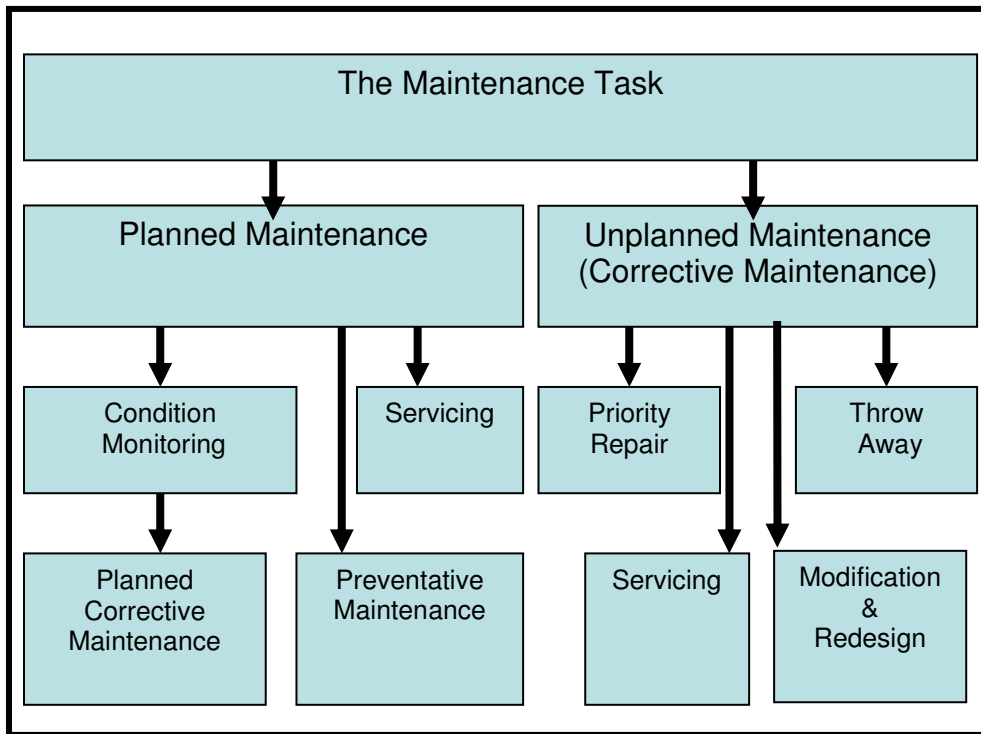 The Maintenance Task
Planned Maintenance
Unplanned Maintenance
(Corrective Maintenance)
Condition
Monitoring
Servicing
Priority
Repair
Throw
Away
Planned
Corrective
Maintenance
Preventative
Maintenance
Servicing
Modification
&
Redesign